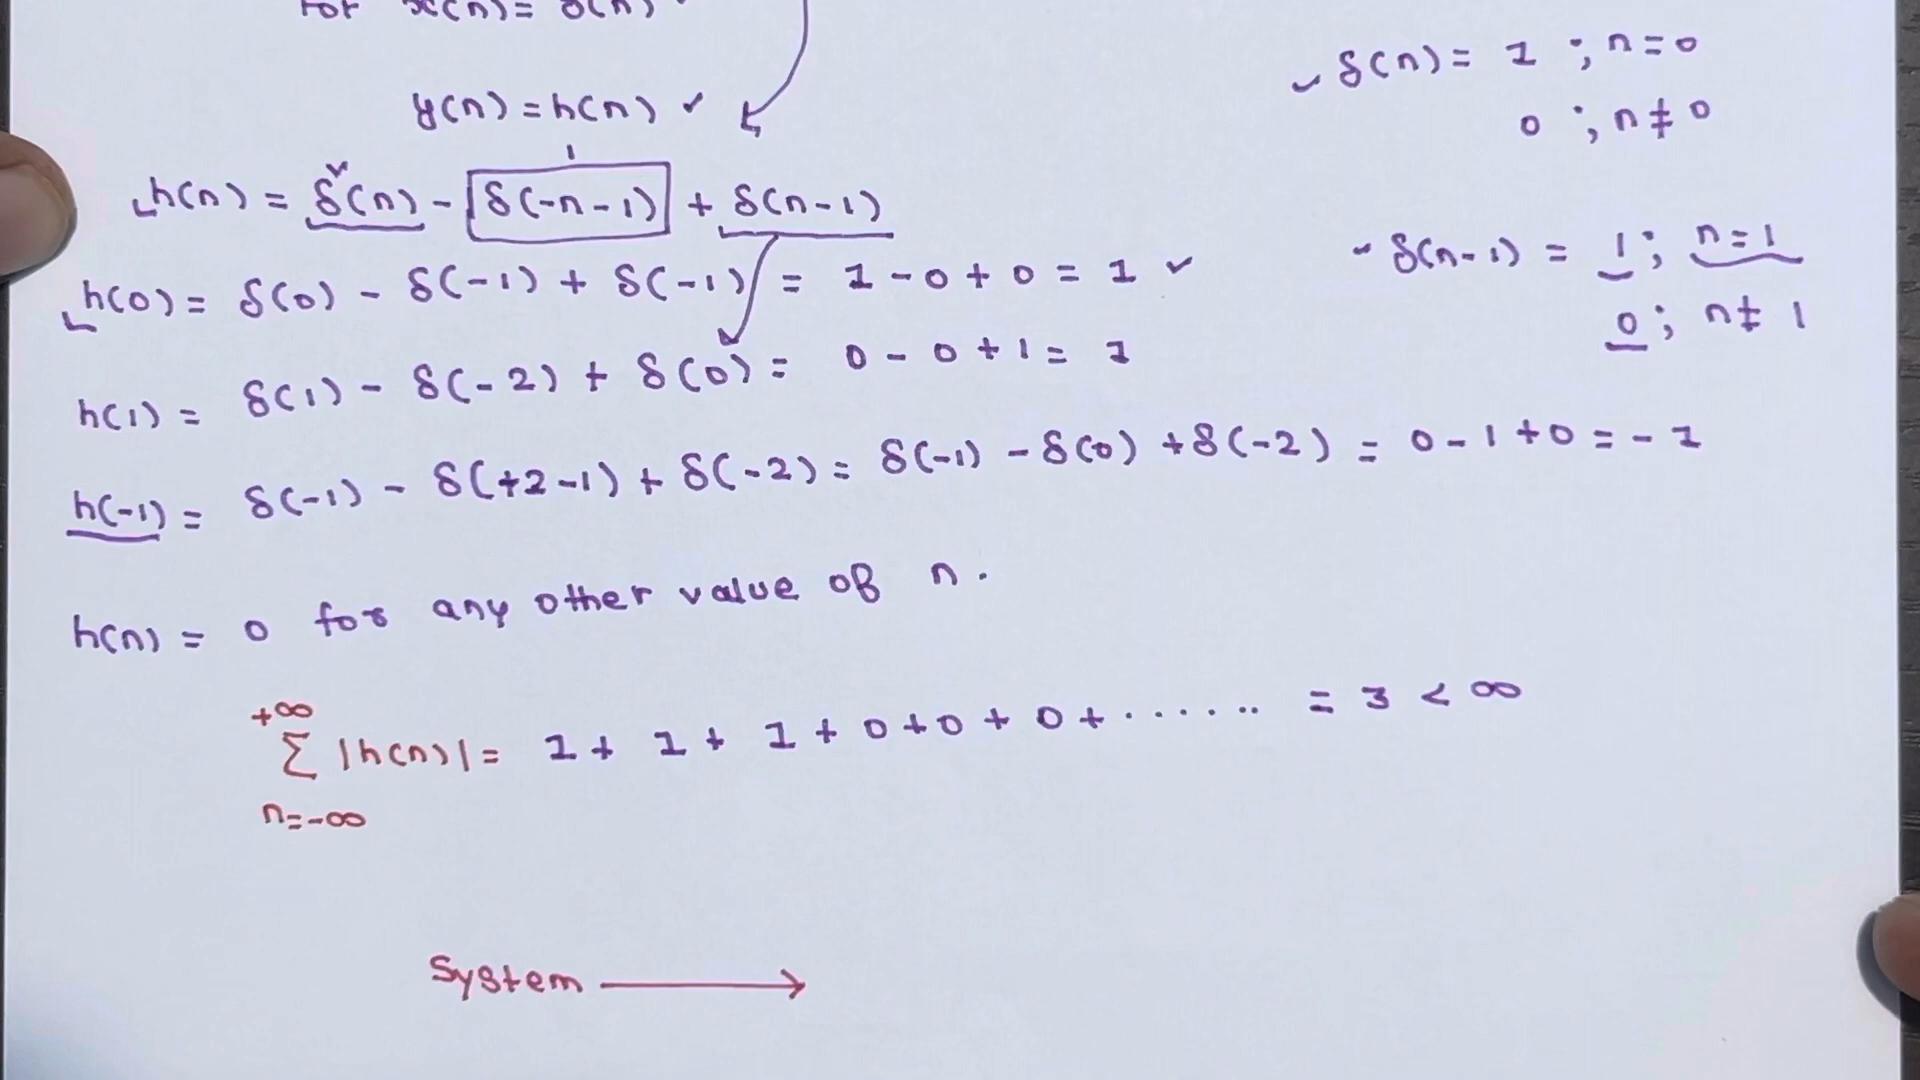 for x(n) = δ(n)
δ(n) = 1 ; n=0
0 ; n≠0
y(n) = h(n) ✓
h(n) = δ(n) - δ(-n-1) + δ(n-1)
δ(n-1) = 1 ; n=1
0 ; n≠1
h(0) = δ(0) - δ(-1) + δ(-1) = 1 - 0 + 0 = 1 ✓
h(1) = δ(1) - δ(-2) + δ(0) = 0 - 0 + 1 = 1
h(-1) = δ(-1) - δ(+2-1) + δ(-2) = δ(-1) - δ(0) + δ(-2) = 0 - 1 + 0 = -1
h(n) = 0 for any other value of n.
+∞
Σ |h(n)| = 1 + 1 + 1 + 0 + 0 + 0 + ....... = 3 < ∞
n=-∞
System ⟶